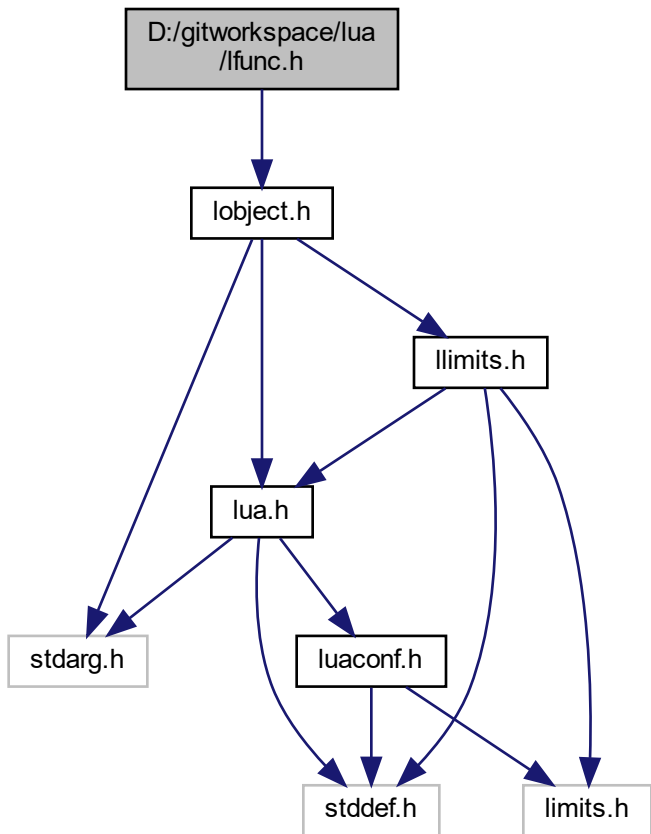 D:/gitworkspace/lua
/lfunc.h
lobject.h
llimits.h
lua.h
stdarg.h
luaconf.h
stddef.h
limits.h